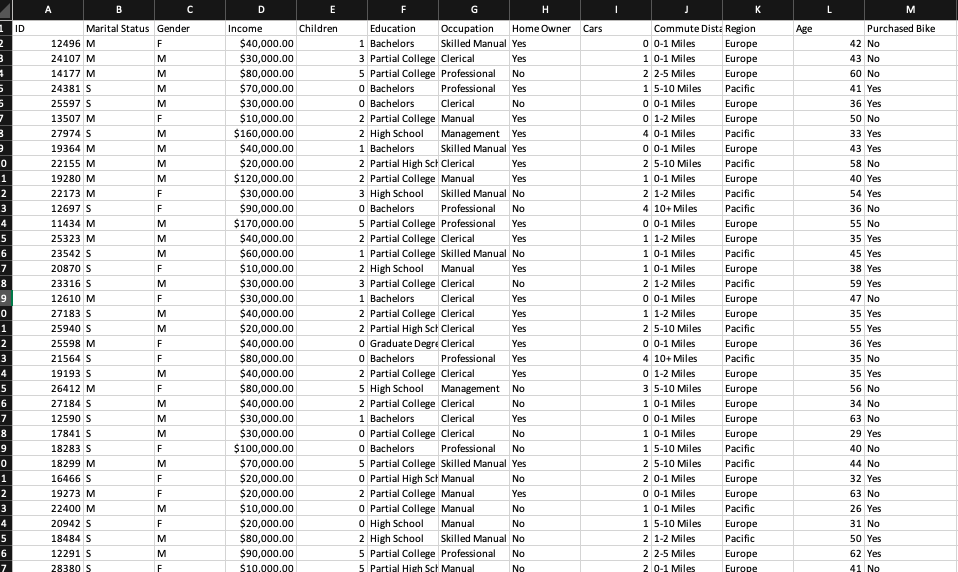 A B C D E F G H I J K L M
1 ID Marital Status Gender Income Children Education Occupation Home Owner Cars Commute Dista Region Age Purchased Bike
2 12496 M F $40,000.00 1 Bachelors Skilled Manual Yes 0 0-1 Miles Europe 42 No
3 24107 M M $30,000.00 3 Partial College Clerical Yes 1 0-1 Miles Europe 43 No
4 14177 M M $80,000.00 5 Partial College Professional No 2 2-5 Miles Europe 60 No
5 24381 S M $70,000.00 0 Bachelors Professional Yes 1 5-10 Miles Pacific 41 Yes
6 25597 S M $30,000.00 0 Bachelors Clerical No 0 0-1 Miles Europe 36 Yes
7 13507 M F $10,000.00 2 Partial College Manual Yes 0 1-2 Miles Europe 50 No
8 27974 S M $160,000.00 2 High School Management Yes 4 0-1 Miles Pacific 33 Yes
9 19364 M M $40,000.00 1 Bachelors Skilled Manual Yes 0 0-1 Miles Europe 43 Yes
0 22155 M M $20,000.00 2 Partial High Sch Clerical Yes 2 5-10 Miles Pacific 58 No
1 19280 M M $120,000.00 2 Partial College Manual Yes 1 0-1 Miles Europe 40 Yes
2 22173 M F $30,000.00 3 High School Skilled Manual No 2 1-2 Miles Pacific 54 Yes
3 12697 S F $90,000.00 0 Bachelors Professional No 4 10+ Miles Pacific 36 No
4 11434 M M $170,000.00 5 Partial College Professional Yes 0 0-1 Miles Europe 55 No
5 25323 M M $40,000.00 2 Partial College Clerical Yes 1 1-2 Miles Europe 35 Yes
6 23542 S M $60,000.00 1 Partial College Skilled Manual No 1 0-1 Miles Pacific 45 Yes
7 20870 S F $10,000.00 2 High School Manual Yes 1 0-1 Miles Europe 38 Yes
8 23316 S M $30,000.00 3 Partial College Clerical No 2 1-2 Miles Pacific 59 Yes
9 12610 M F $30,000.00 1 Bachelors Clerical Yes 0 0-1 Miles Europe 47 No
0 27183 S M $40,000.00 2 Partial College Clerical Yes 1 1-2 Miles Europe 35 Yes
1 25940 S M $20,000.00 2 Partial High Sch Clerical Yes 2 5-10 Miles Pacific 55 Yes
2 25598 M F $40,000.00 0 Graduate Degre Clerical Yes 0 0-1 Miles Europe 36 Yes
3 21564 S F $80,000.00 0 Bachelors Professional Yes 4 10+ Miles Pacific 35 No
4 19193 S M $40,000.00 2 Partial College Clerical Yes 0 1-2 Miles Europe 35 Yes
5 26412 M F $80,000.00 5 High School Management No 3 5-10 Miles Europe 56 No
6 27184 S M $40,000.00 2 Partial College Clerical No 1 0-1 Miles Europe 34 No
7 12590 S M $30,000.00 1 Bachelors Clerical Yes 0 0-1 Miles Europe 63 No
8 17841 S M $30,000.00 0 Partial College Clerical No 1 0-1 Miles Europe 29 Yes
9 18283 S F $100,000.00 0 Bachelors Professional No 1 5-10 Miles Pacific 40 No
0 18299 M M $70,000.00 5 Partial College Skilled Manual Yes 2 5-10 Miles Pacific 44 No
1 16466 S F $20,000.00 0 Partial High Sch Manual No 2 0-1 Miles Europe 32 Yes
2 19273 M F $20,000.00 2 Partial College Manual Yes 0 0-1 Miles Europe 63 No
3 22400 M M $10,000.00 0 Partial College Manual No 1 0-1 Miles Pacific 26 Yes
4 20942 S F $20,000.00 0 High School Manual No 1 5-10 Miles Europe 31 No
5 18484 S M $80,000.00 2 High School Skilled Manual No 2 1-2 Miles Pacific 50 Yes
6 12291 S M $90,000.00 5 Partial College Professional No 2 2-5 Miles Europe 62 Yes
7 28380 S F $10,000.00 5 Partial High Sch Manual No 2 0-1 Miles Europe 41 No